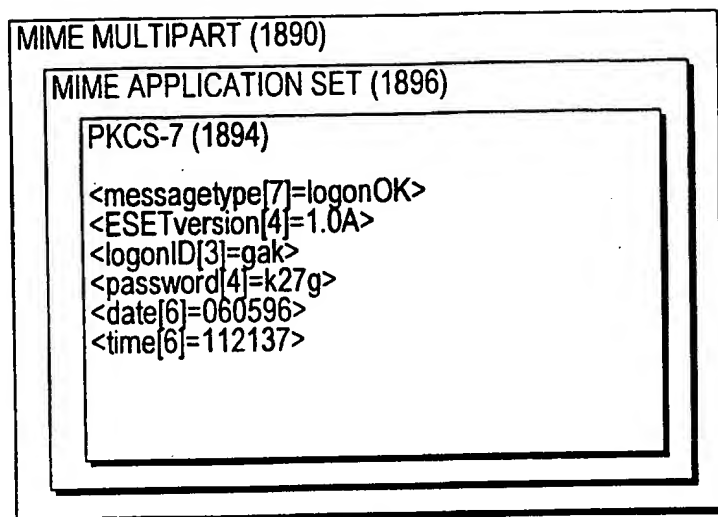 MIME MULTIPART (1890)
MIME APPLICATION SET (1896)
PKCS-7 (1894)
<messagetype[7]=logonOK>
<ESETversion[4]=1.0A>
<logonID[3]=gak>
<password[4]=k27g>
<date[6]=060596>
<time[6]=112137>